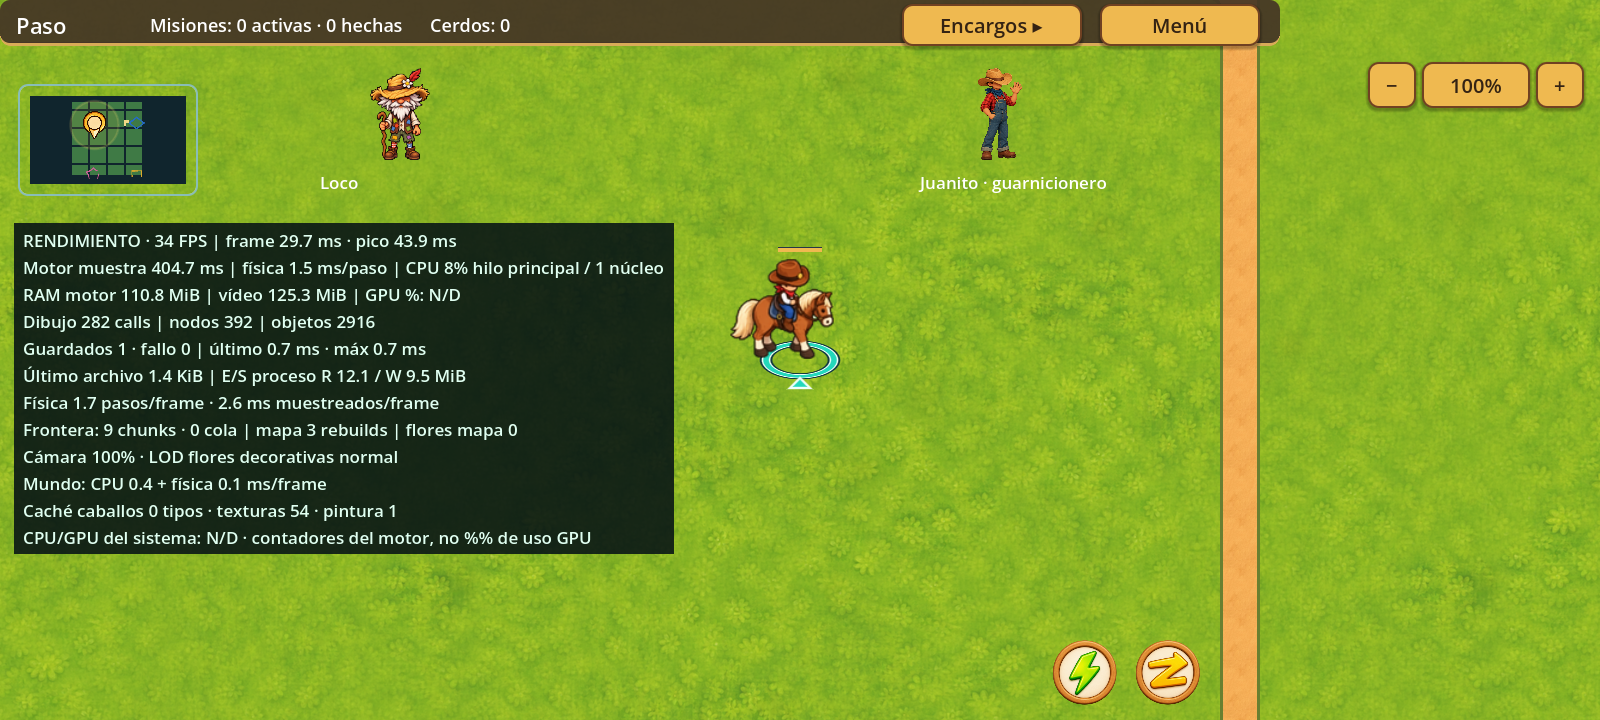 Paso
Misiones: 0 activas · 0 hechas
Cerdos: 0
Encargos ▸
Menú
−
100%
+
Loco
Juanito · guarnicionero
RENDIMIENTO · 34 FPS | frame 29.7 ms · pico 43.9 ms
Motor muestra 404.7 ms | física 1.5 ms/paso | CPU 8% hilo principal / 1 núcleo
RAM motor 110.8 MiB | vídeo 125.3 MiB | GPU %: N/D
Dibujo 282 calls | nodos 392 | objetos 2916
Guardados 1 · fallo 0 | último 0.7 ms · máx 0.7 ms
Último archivo 1.4 KiB | E/S proceso R 12.1 / W 9.5 MiB
Física 1.7 pasos/frame · 2.6 ms muestreados/frame
Frontera: 9 chunks · 0 cola | mapa 3 rebuilds | flores mapa 0
Cámara 100% · LOD flores decorativas normal
Mundo: CPU 0.4 + física 0.1 ms/frame
Caché caballos 0 tipos · texturas 54 · pintura 1
CPU/GPU del sistema: N/D · contadores del motor, no %% de uso GPU